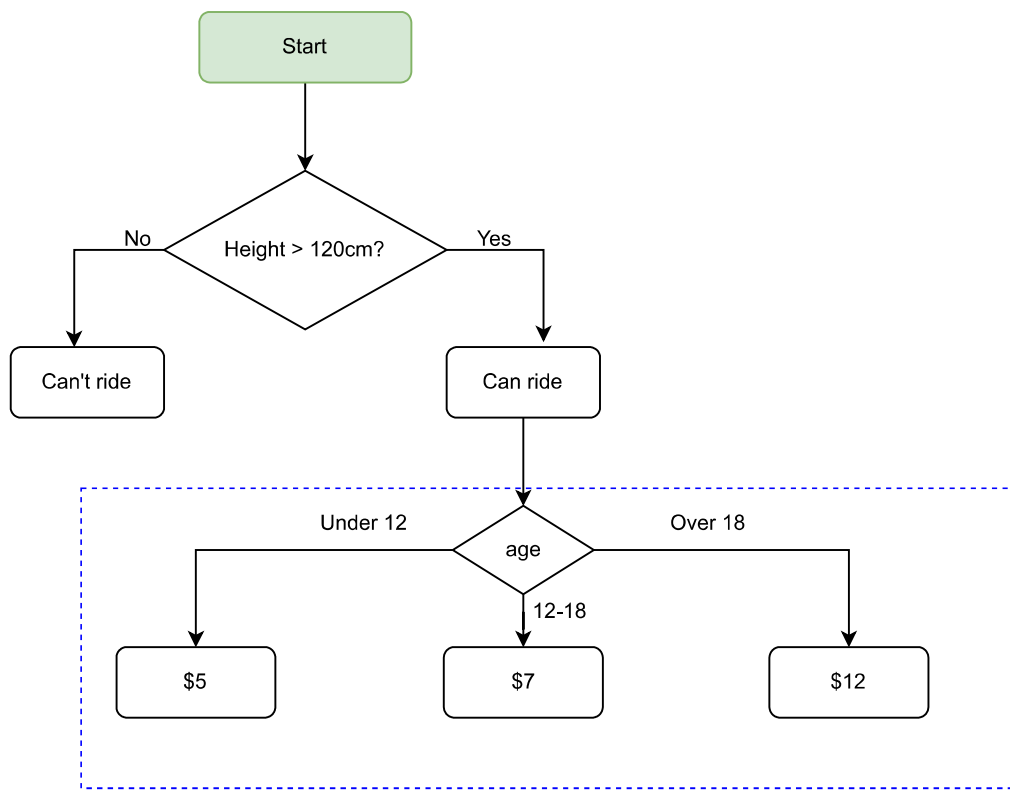 Start
Height > 120cm?
No
Yes
Can't ride
Can ride
Under 12
age
Over 18
12-18
$5
$7
$12